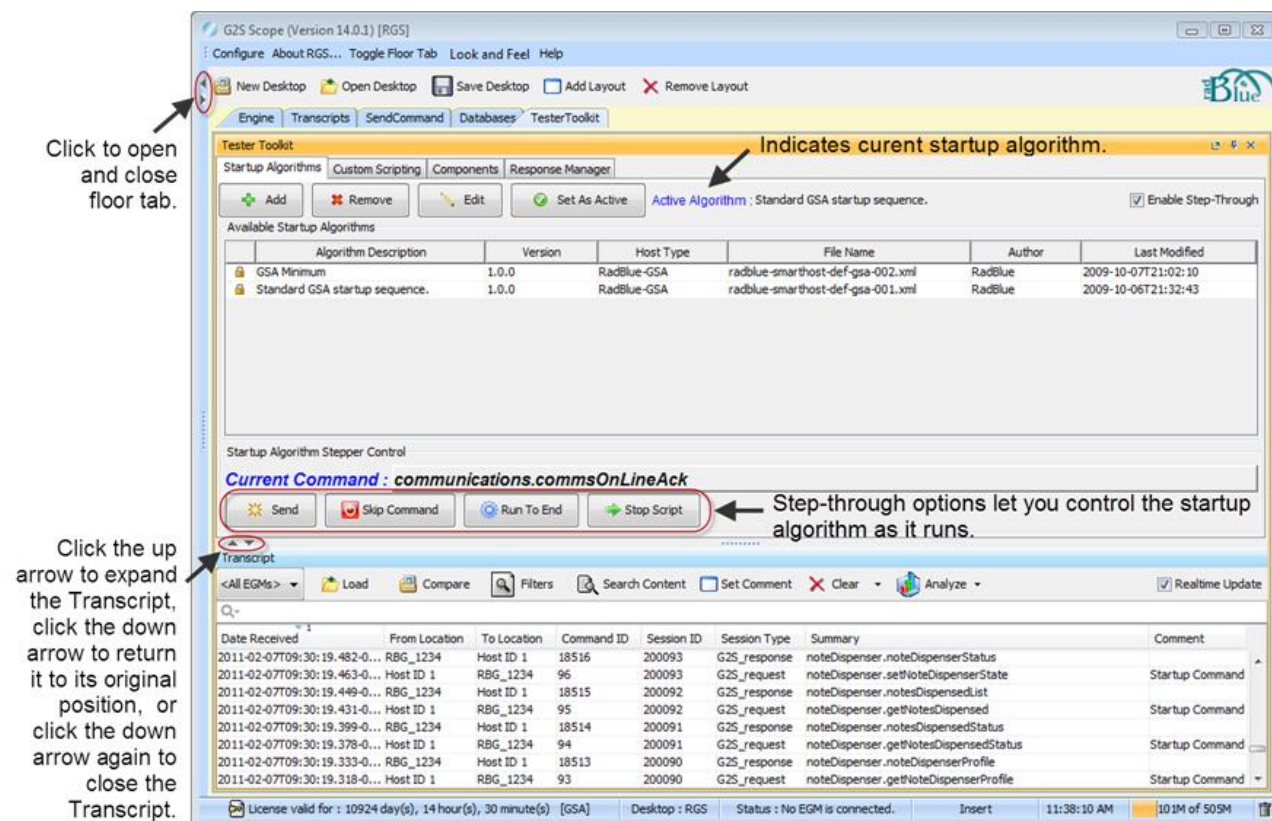 G2S Scope (Version 14.0.1) [RGS]
Configure About RGS... Toggle Floor Tab Look and Feel Help
New Desktop Open Desktop Save Desktop Add Layout Remove Layout
rad Blue
Engine Transcripts SendCommand Databases TesterToolkit
Click to open
and close
floor tab.
Tester Toolkit
Indicates curent startup algorithm.
Startup Algorithms Custom Scripting Components Response Manager
Add Remove Edit Set As Active Active Algorithm : Standard GSA startup sequence. Enable Step-Through
Available Startup Algorithms
Algorithm Description Version Host Type File Name Author Last Modified
GSA Minimum 1.0.0 RadBlue-GSA radblue-smarthost-def-gsa-002.xml RadBlue 2009-10-07T21:02:10
Standard GSA startup sequence. 1.0.0 RadBlue-GSA radblue-smarthost-def-gsa-001.xml RadBlue 2009-10-06T21:32:43
Startup Algorithm Stepper Control
Current Command : communications.commsOnLineAck
Send Skip Command Run To End Stop Script
Step-through options let you control the startup
algorithm as it runs.
Click the up
arrow to expand
the Transcript,
click the down
arrow to return
it to its original
position, or
click the down
arrow again to
close the
Transcript.
Transcript
<All EGMs> Load Compare Filters Search Content Set Comment Clear Analyze Realtime Update
Date Received 1 From Location To Location Command ID Session ID Session Type Summary Comment
2011-02-07T09:30:19.482-0... RBG_1234 Host ID 1 18516 200093 G2S_response noteDispenser.noteDispenserStatus
2011-02-07T09:30:19.463-0... Host ID 1 RBG_1234 96 200093 G2S_request noteDispenser.setNoteDispenserState Startup Command
2011-02-07T09:30:19.449-0... RBG_1234 Host ID 1 18515 200092 G2S_response noteDispenser.notesDispensedList
2011-02-07T09:30:19.431-0... Host ID 1 RBG_1234 95 200092 G2S_request noteDispenser.getNotesDispensed Startup Command
2011-02-07T09:30:19.399-0... RBG_1234 Host ID 1 18514 200091 G2S_response noteDispenser.notesDispensedStatus
2011-02-07T09:30:19.378-0... Host ID 1 RBG_1234 94 200091 G2S_request noteDispenser.getNotesDispensedStatus Startup Command
2011-02-07T09:30:19.333-0... RBG_1234 Host ID 1 18513 200090 G2S_response noteDispenser.noteDispenserProfile
2011-02-07T09:30:19.318-0... Host ID 1 RBG_1234 93 200090 G2S_request noteDispenser.getNoteDispenserProfile Startup Command
License valid for : 10924 day(s), 14 hour(s), 30 minute(s) [GSA] Desktop : RGS Status : No EGM is connected. Insert 11:38:10 AM 101M of 505M